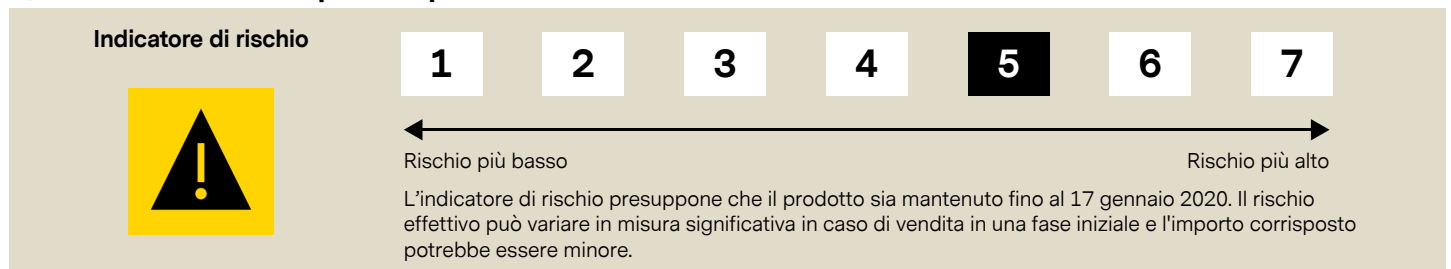 Indicatore di rischio
1 2 3 4 5 6 7
Rischio più basso
Rischio più alto
L'indicatore di rischio presuppone che il prodotto sia mantenuto fino al 17 gennaio 2020. Il rischio
effettivo può variare in misura significativa in caso di vendita in una fase iniziale e l'importo corrisposto
potrebbe essere minore.